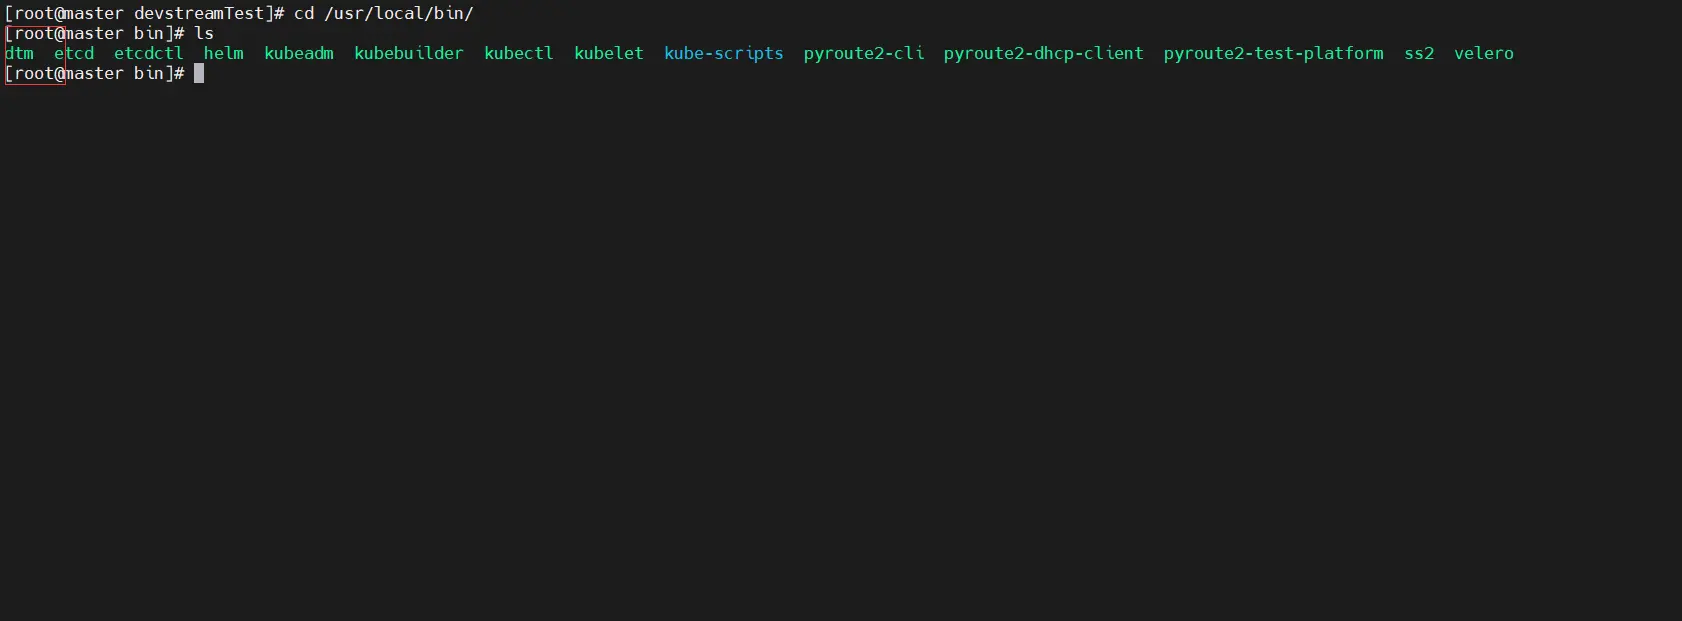 [root@master devstreamTest]# cd /usr/local/bin/
[root@master bin]# ls
dtm  etcd  etcdctl  helm  kubeadm  kubebuilder  kubectl  kubelet  kube-scripts  pyroute2-cli  pyroute2-dhcp-client  pyroute2-test-platform  ss2  velero
[root@master bin]#